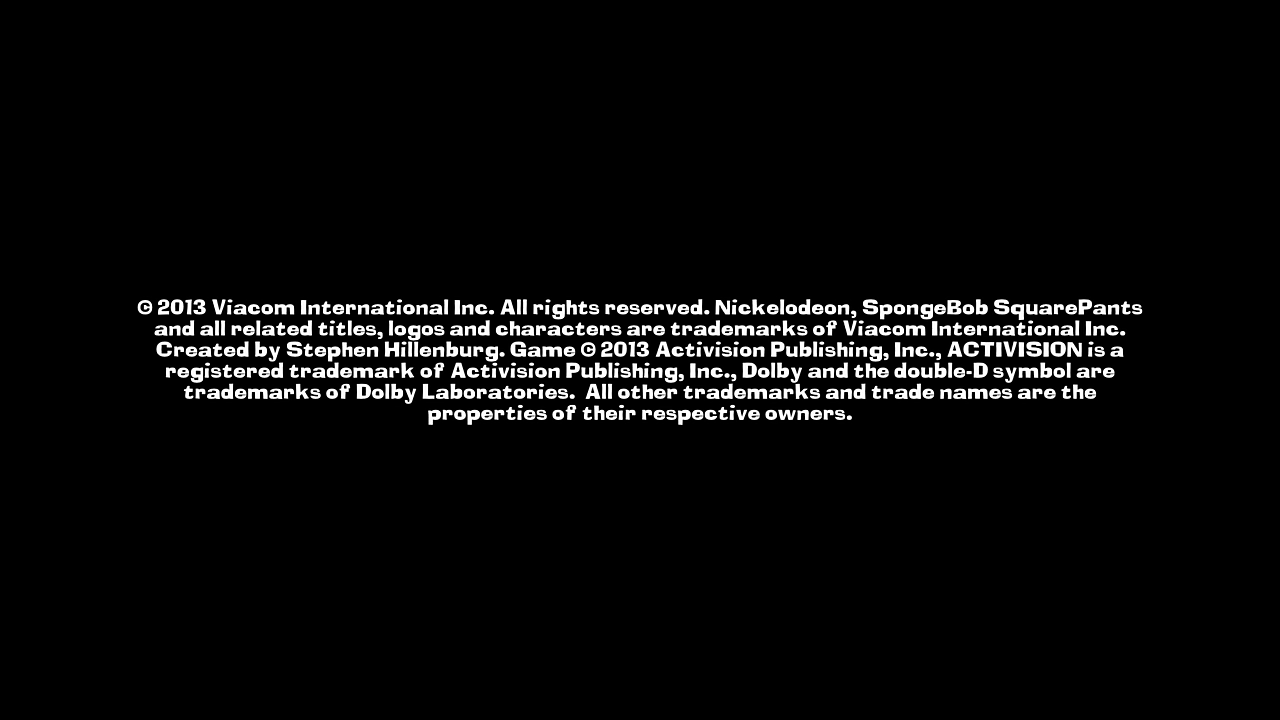 © 2013 Viacom International Inc. All rights reserved. Nickelodeon, SpongeBob SquarePants
and all related titles, logos and characters are trademarks of Viacom International Inc.
Created by Stephen Hillenburg. Game © 2013 Activision Publishing, Inc., ACTIVISION is a
registered trademark of Activision Publishing, Inc., Dolby and the double-D symbol are
trademarks of Dolby Laboratories.  All other trademarks and trade names are the
properties of their respective owners.